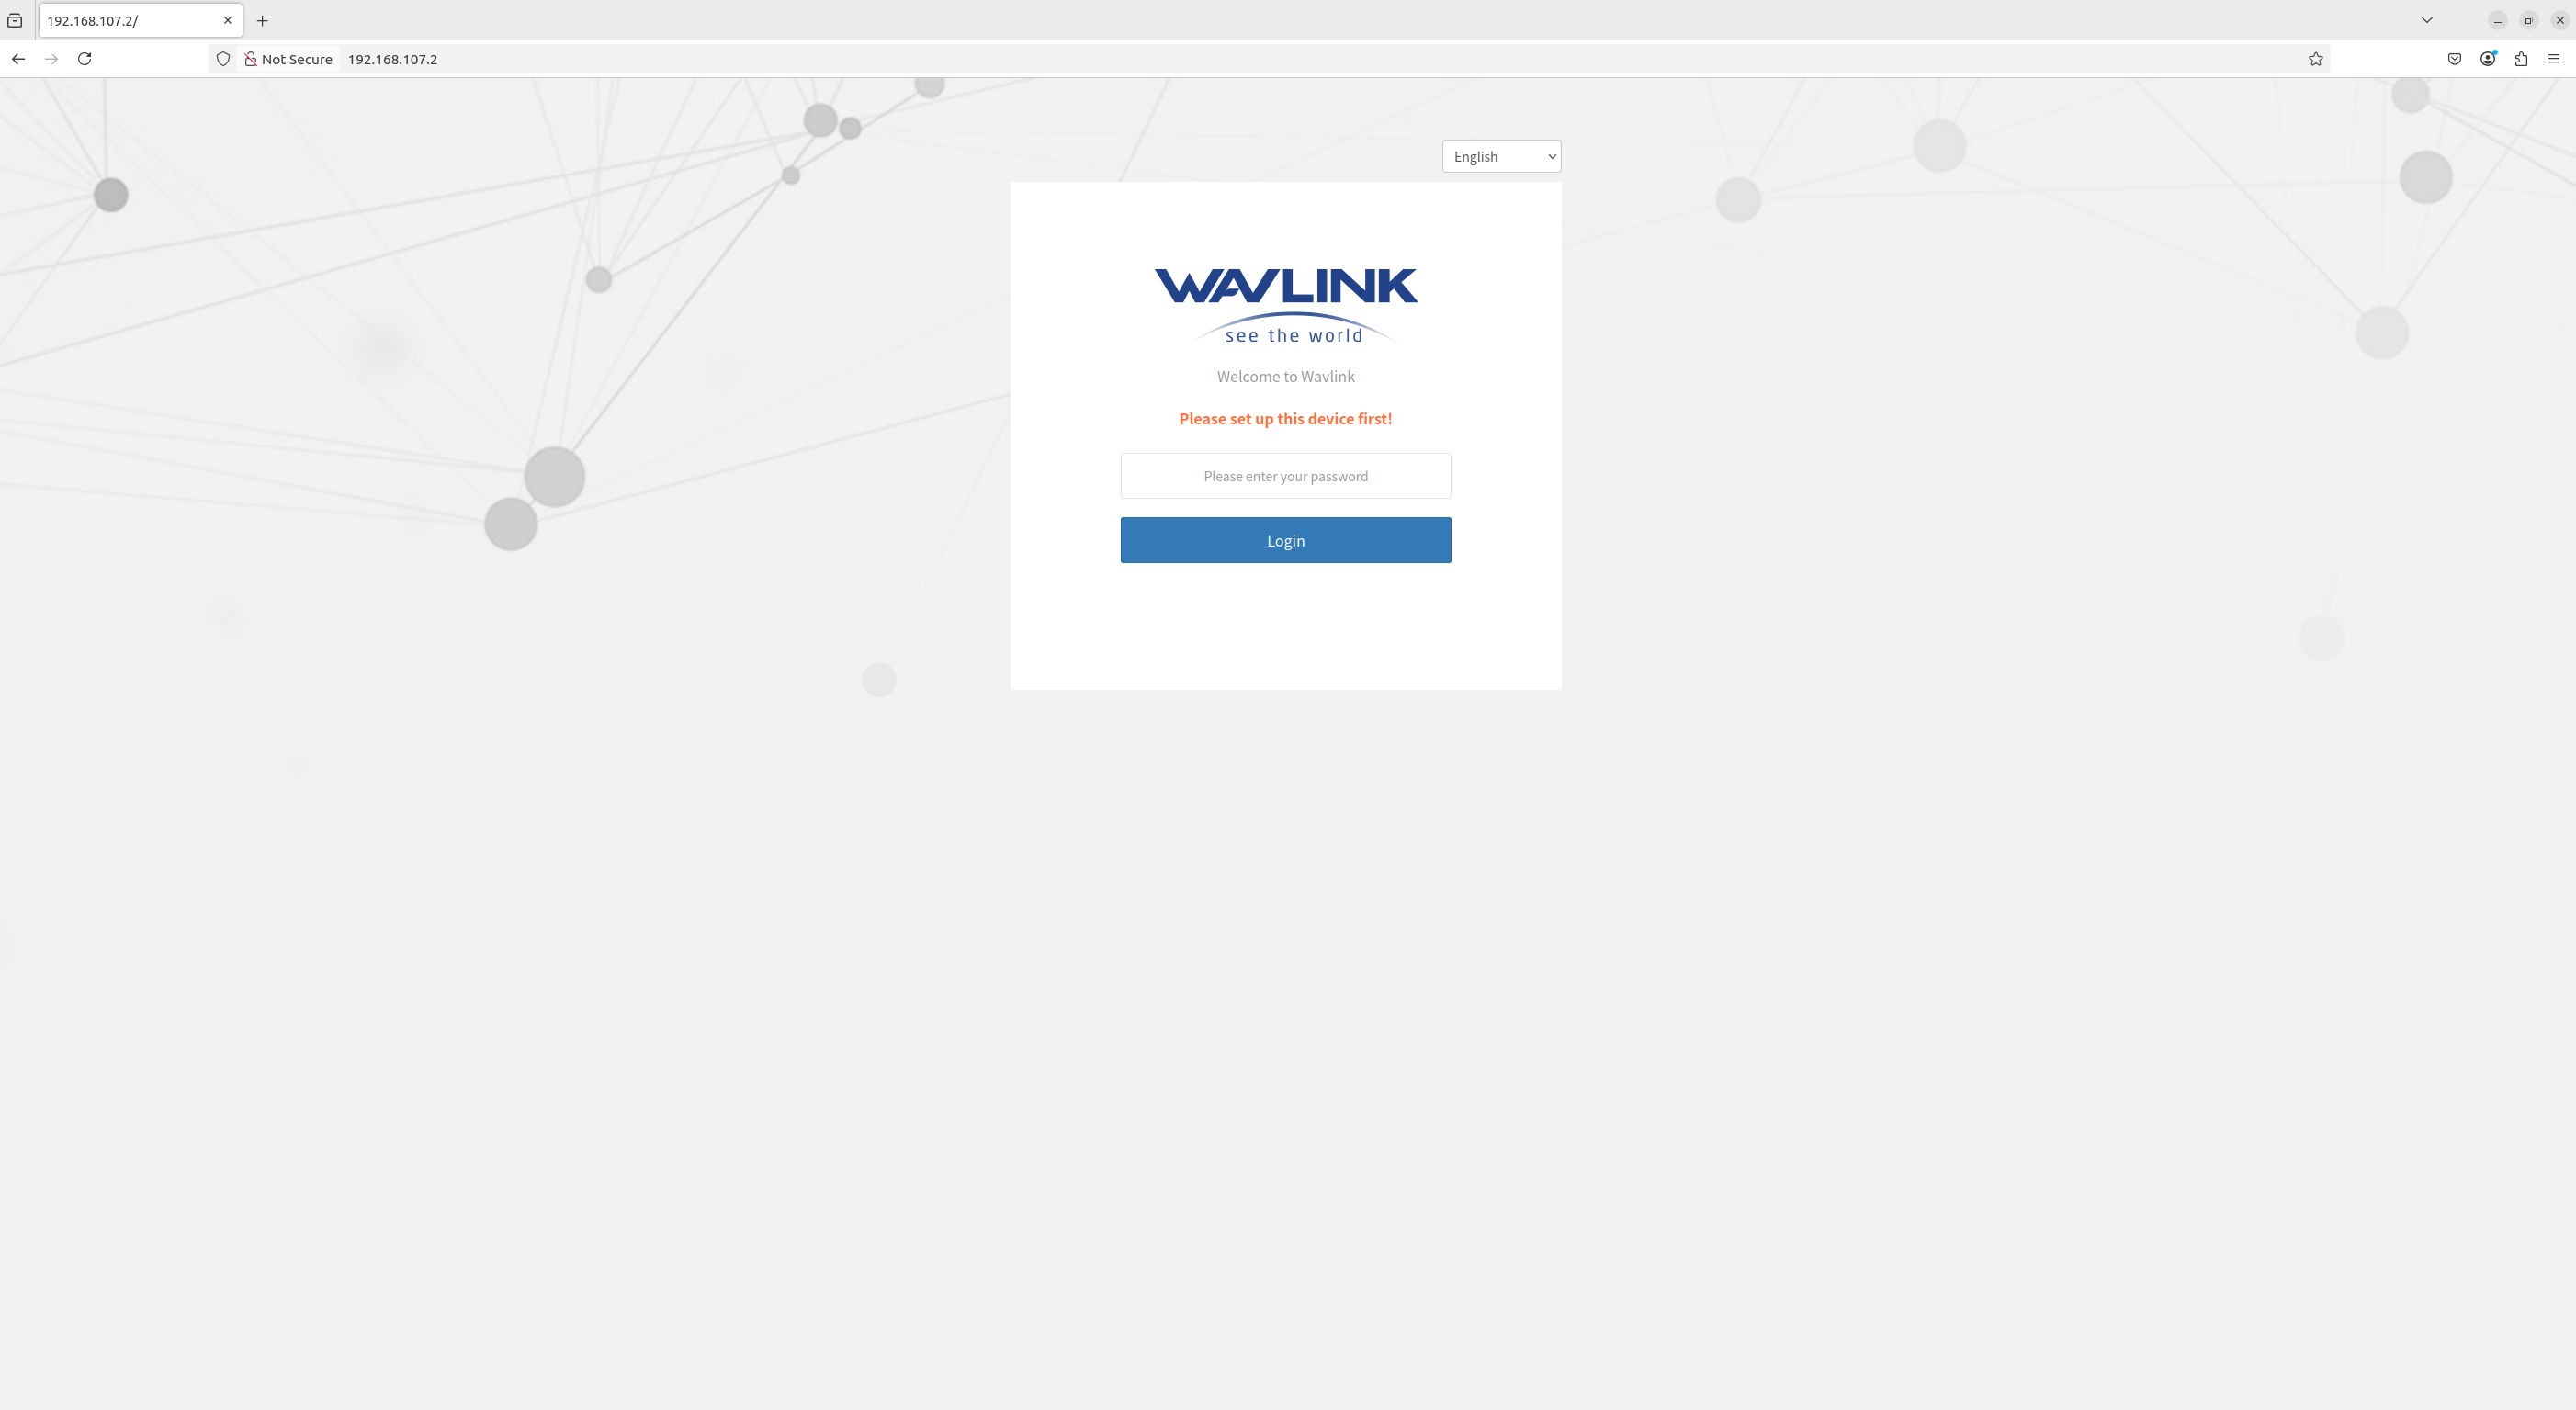 192.168.107.2/
Not Secure
192.168.107.2
English
WAVLINK
see the world
Welcome to Wavlink
Please set up this device first!
Please enter your password
Login